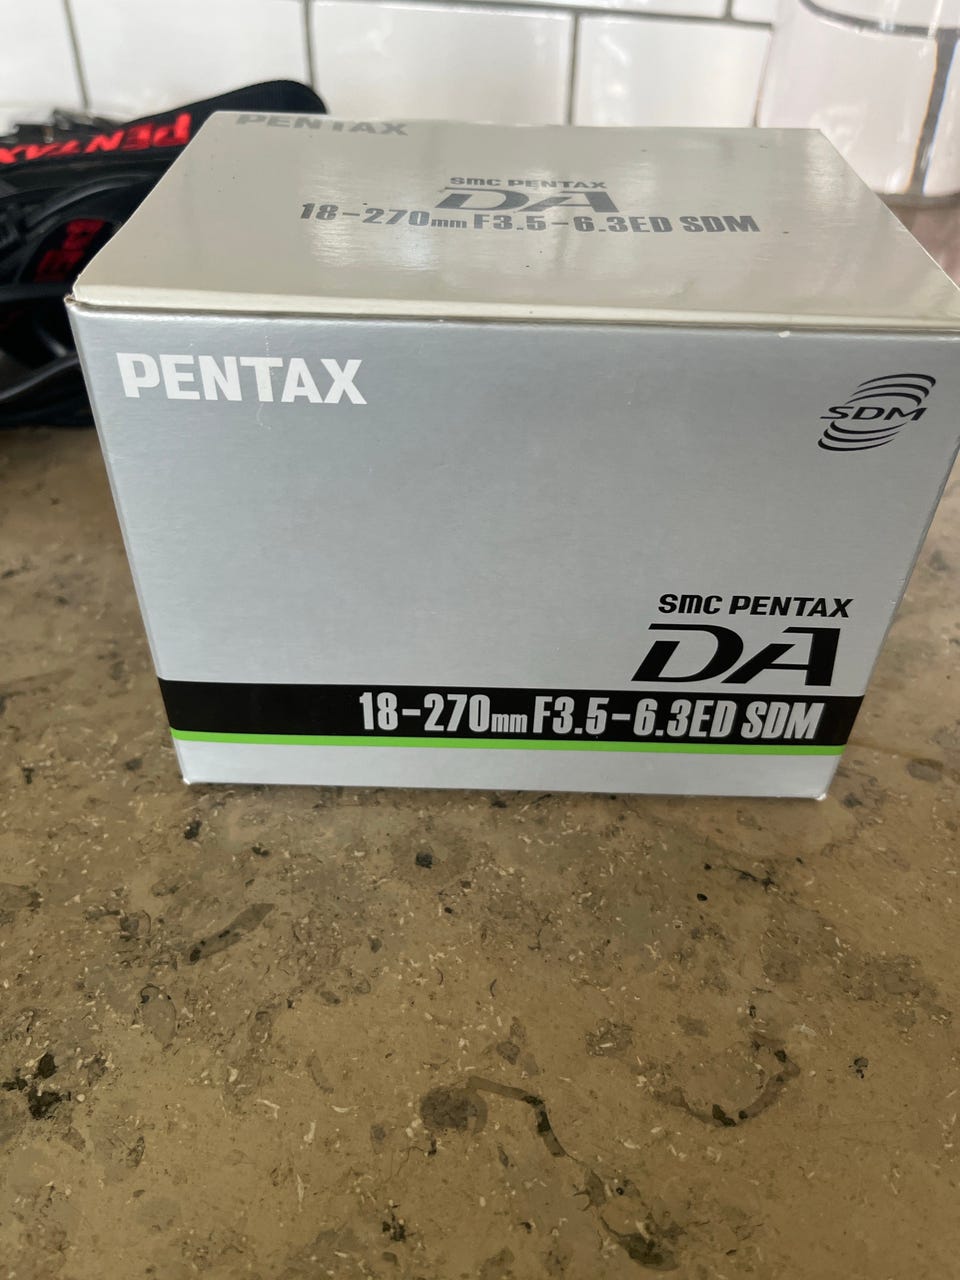 PENTAX
PENTAX
smc PENTAX
DA
18-270mm F3.5-6.3ED SDM
PENTAX
SDM
smc PENTAX
DA
18-270mm F3.5-6.3ED SDM